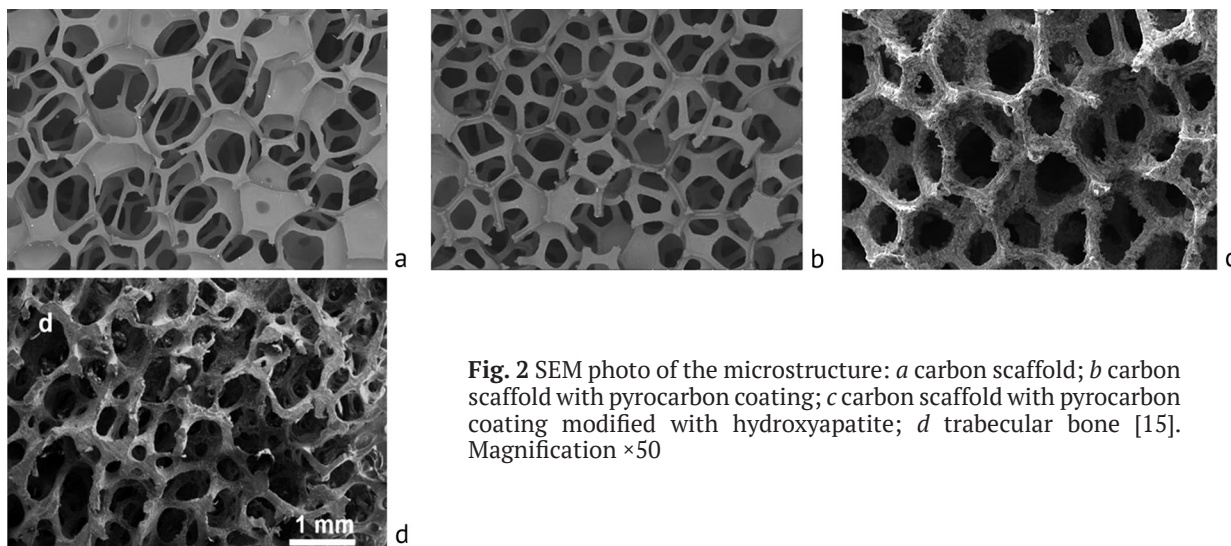 a
b
c
d
1 mm
d
Fig. 2 SEM photo of the microstructure: a carbon scaffold; b carbon
scaffold with pyrocarbon coating; c carbon scaffold with pyrocarbon
coating modified with hydroxyapatite; d trabecular bone [15].
Magnification ×50